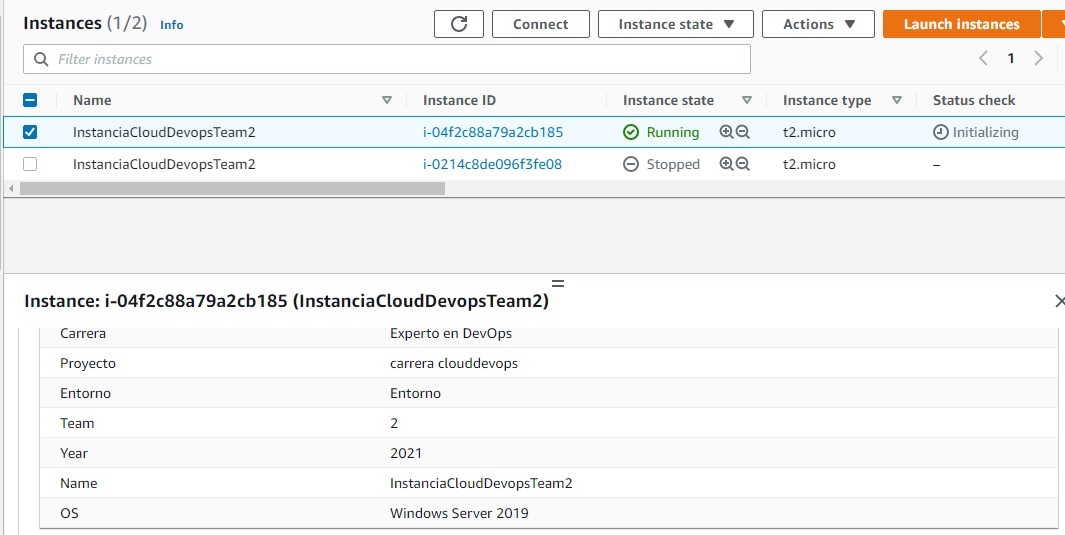 Instances (1/2) Info Connect Instance state Actions Launch instances
Filter instances 1
Name Instance ID Instance state Instance type Status check
InstanciaCloudDevopsTeam2 i-04f2c88a79a2cb185 Running t2.micro Initializing
InstanciaCloudDevopsTeam2 i-0214c8de096f3fe08 Stopped t2.micro –
Instance: i-04f2c88a79a2cb185 (InstanciaCloudDevopsTeam2)
Carrera Experto en DevOps
Proyecto carrera clouddevops
Entorno Entorno
Team 2
Year 2021
Name InstanciaCloudDevopsTeam2
OS Windows Server 2019